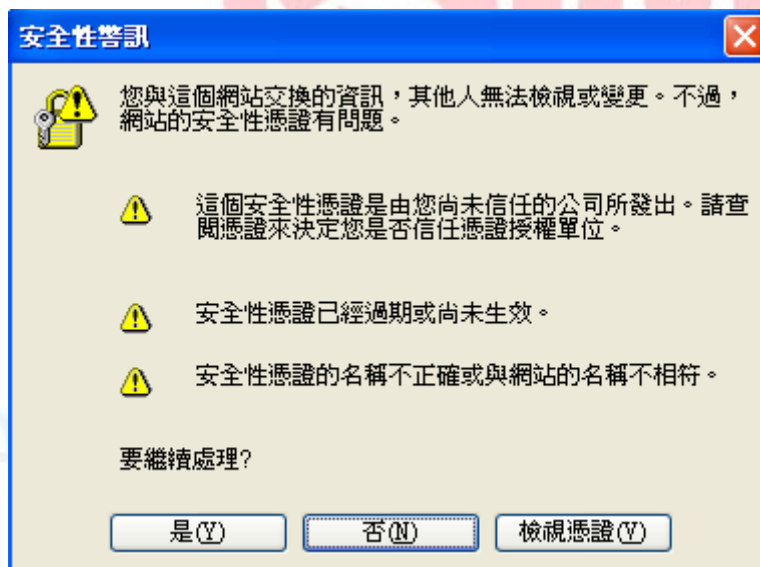 安全性警訊
您與這個網站交換的資訊，其他人無法檢視或變更。不過，
網站的安全性憑證有問題。
這個安全性憑證是由您尚未信任的公司所發出。請查
閱憑證來決定您是否信任憑證授權單位。
安全性憑證已經過期或尚未生效。
安全性憑證的名稱不正確或與網站的名稱不相符。
要繼續處理?
是(Y)
否(N)
檢視憑證(V)